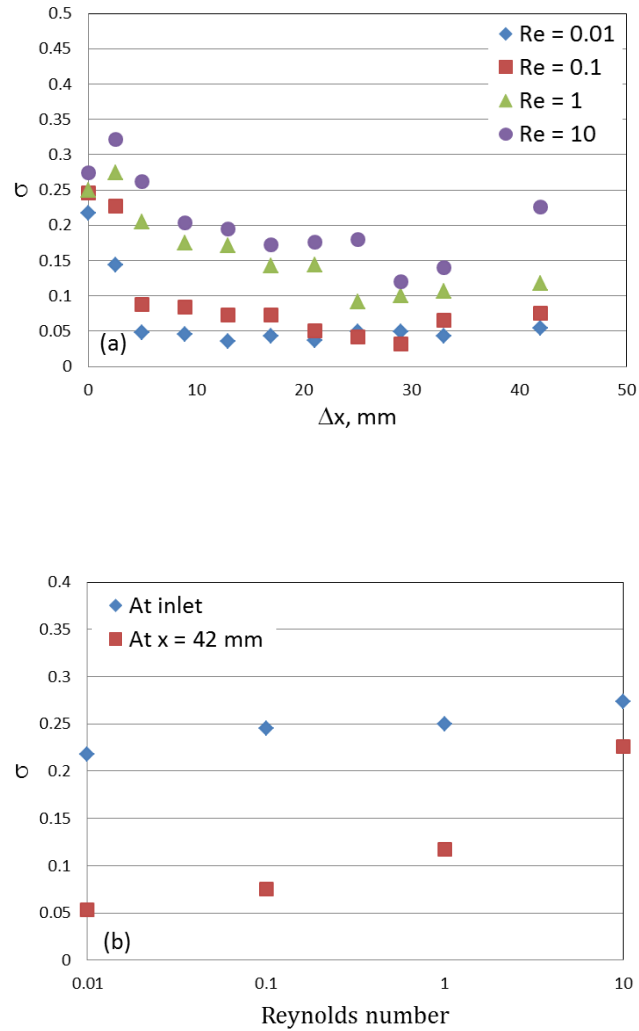 0.5
0.45
0.4
0.35
0.3
0.25
0.2
0.15
0.1
0.05
0
σ
Re = 0.01
Re = 0.1
Re = 1
Re = 10
(a)
0 10 20 30 40 50
Δx, mm
0.4
0.35
0.3
0.25
0.2
0.15
0.1
0.05
0
σ
At inlet
At x = 42 mm
(b)
0.01 0.1 1 10
Reynolds number